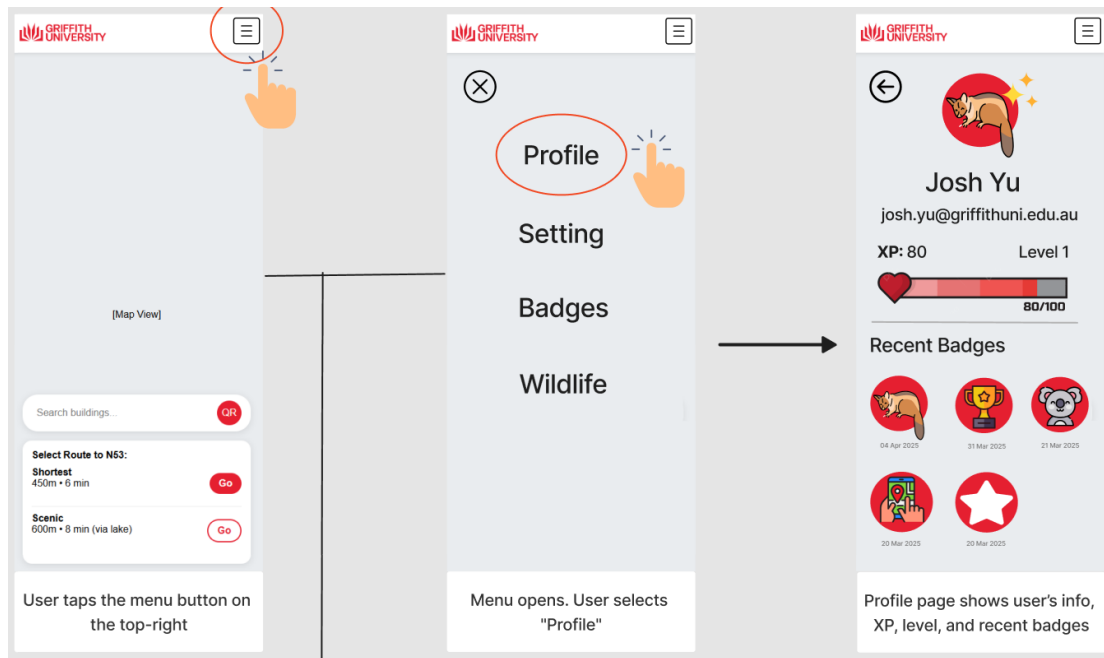 GRIFFITH
UNIVERSITY
[Map View]
Search buildings...
QR
Select Route to N53:
Shortest
450m • 6 min
Go
Scenic
600m • 8 min (via lake)
Go
User taps the menu button on
the top-right
GRIFFITH
UNIVERSITY
Profile
Setting
Badges
Wildlife
Menu opens. User selects
"Profile"
GRIFFITH
UNIVERSITY
Josh Yu
josh.yu@griffithuni.edu.au
XP: 80 Level 1
80/100
Recent Badges
04 Apr 2025 31 Mar 2025 21 Mar 2025
20 Mar 2025 20 Mar 2025
Profile page shows user’s info,
XP, level, and recent badges